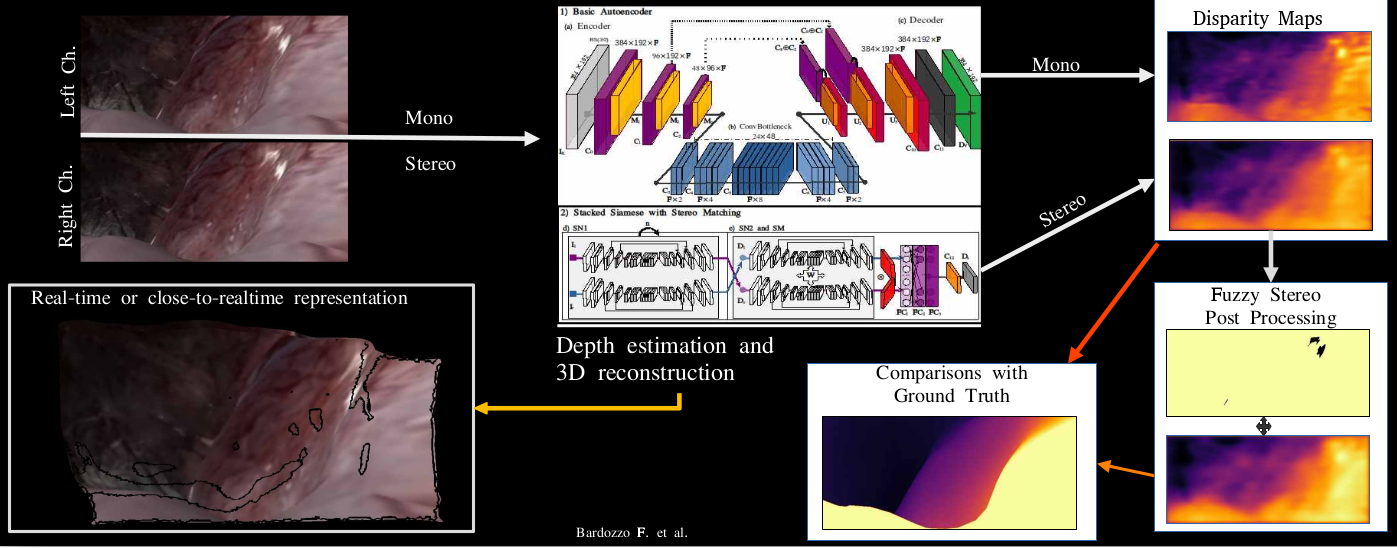 Left Ch.
Right Ch.
Mono
Stereo
1) Basic Autoencoder
(a) Encoder
(c) Decoder
384×192×F
96×192×F
48×96×F
C₆⊕C₁
384×192×F
384×192×F
(b) ConvBottleneck
24×48
F×2
F×4
F×8
F×4
F×2
2) Stacked Siamese with Stereo Matching
d) SN1
e) SN2 and SM
n
W
Mono
Stereo
Disparity Maps
Fuzzy Stereo
Post Processing
Comparisons with
Ground Truth
Depth estimation and
3D reconstruction
Real-time or close-to-realtime representation
Bardozzo F. et al.